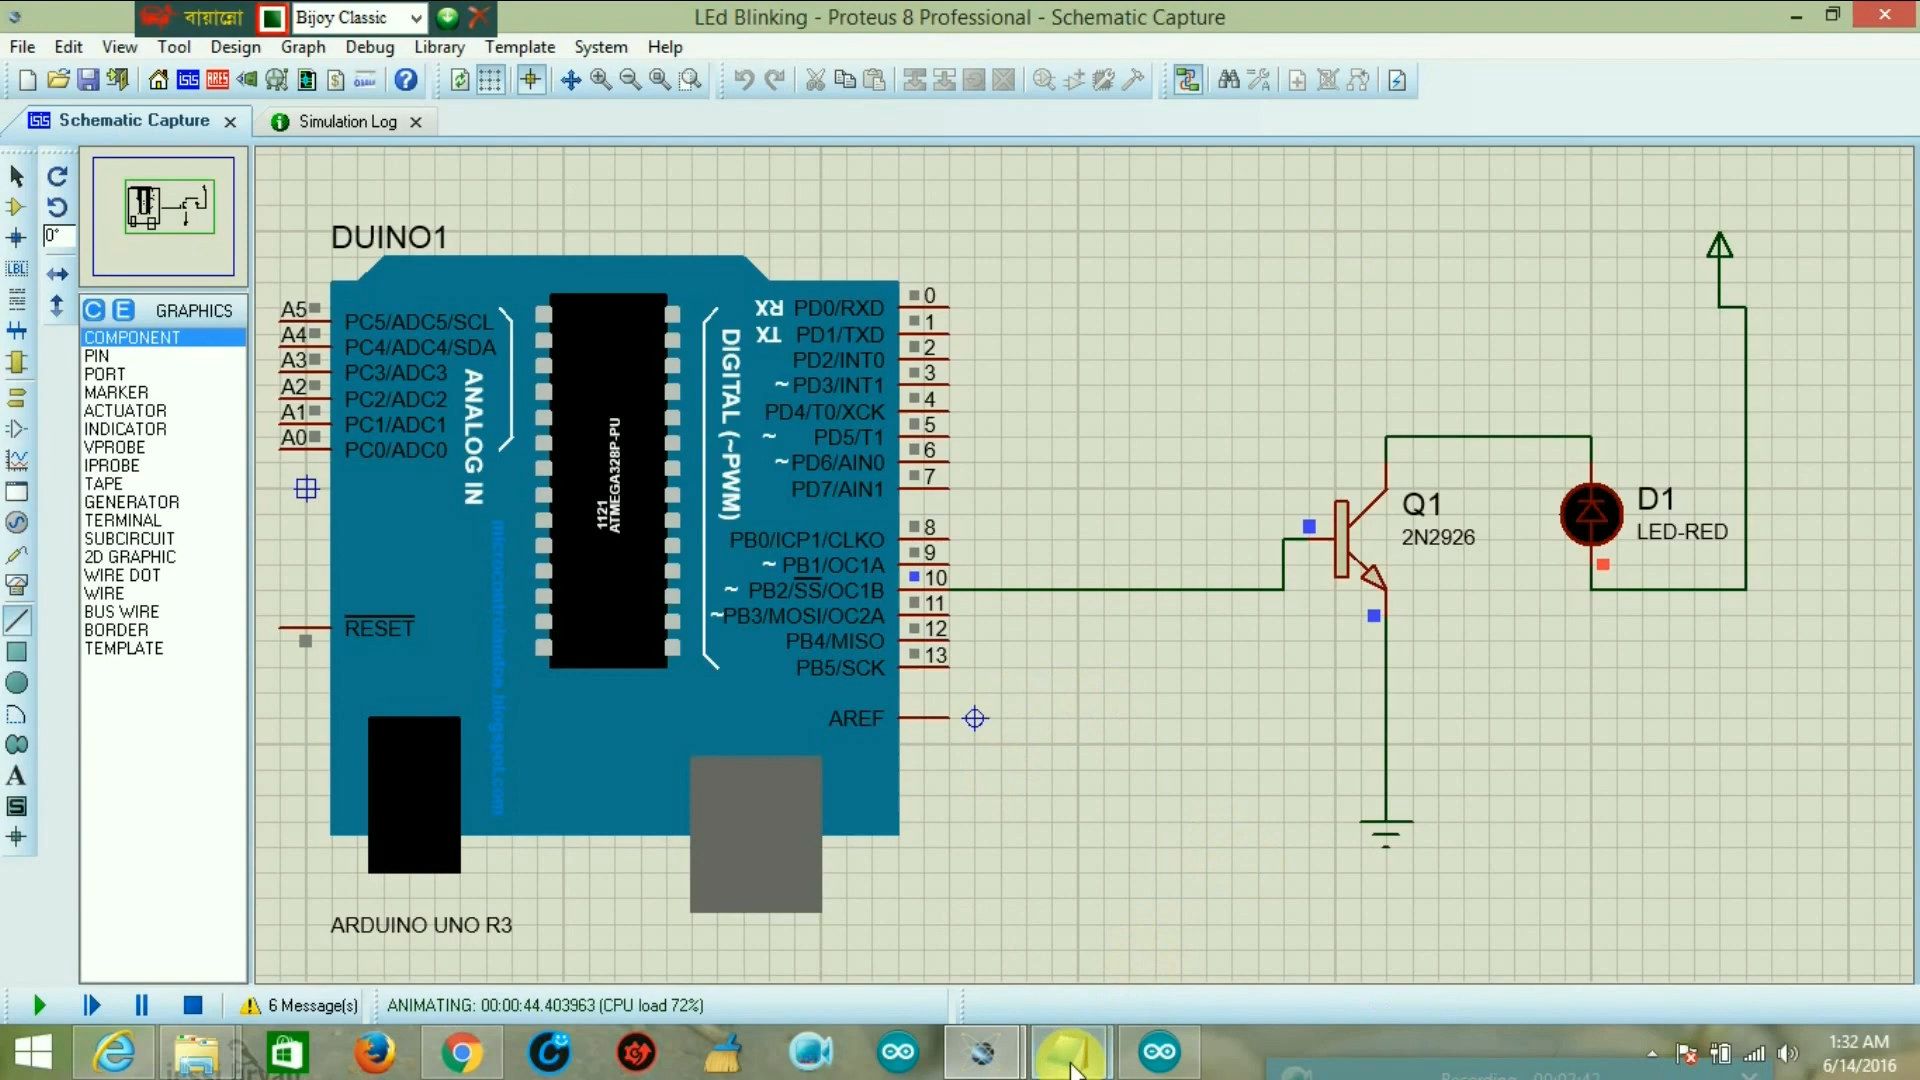 বায়ান্নো
Bijoy Classic
LEd Blinking - Proteus 8 Professional - Schematic Capture
File Edit View Tool Design Graph Debug Library Template System Help
isis
ARES
Schematic Capture
Simulation Log
0°
LBL
C E GRAPHICS
COMPONENT
PIN
PORT
MARKER
ACTUATOR
INDICATOR
VPROBE
IPROBE
TAPE
GENERATOR
TERMINAL
SUBCIRCUIT
2D GRAPHIC
WIRE DOT
WIRE
BUS WIRE
BORDER
TEMPLATE
A
S
DUINO1
A5 PC5/ADC5/SCL
A4 PC4/ADC4/SDA
A3 PC3/ADC3
A2 PC2/ADC2
A1 PC1/ADC1
A0 PC0/ADC0
ANALOG IN
RESET
1121
ATMEGA328P-PU
DIGITAL (~PWM)
RX PD0/RXD 0
TX PD1/TXD 1
PD2/INT0 2
~ PD3/INT1 3
PD4/T0/XCK 4
~ PD5/T1 5
~ PD6/AIN0 6
PD7/AIN1 7
PB0/ICP1/CLKO 8
~ PB1/OC1A 9
~ PB2/SS/OC1B 10
~PB3/MOSI/OC2A 11
PB4/MISO 12
PB5/SCK 13
AREF
ARDUINO UNO R3
Q1
2N2926
D1
LED-RED
6 Message(s)
ANIMATING: 00:00:44.403963 (CPU load 72%)
1:32 AM
6/14/2016